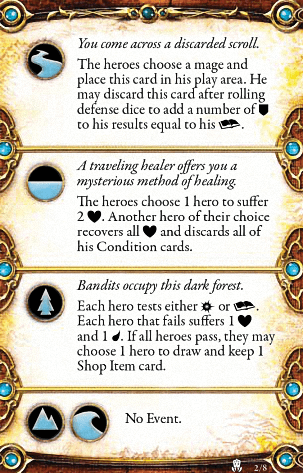 You come across a discarded scroll.
The heroes choose a mage and
place this card in his play area. He
may discard this card after rolling
defense dice to add a number of
to his results equal to his .
A traveling healer offers you a
mysterious method of healing.
The heroes choose 1 hero to suffer
2 . Another hero of their choice
recovers all and discards all of
his Condition cards.
Bandits occupy this dark forest.
Each hero tests either or .
Each hero that fails suffers 1
and 1 . If all heroes pass, they may
choose 1 hero to draw and keep 1
Shop Item card.
No Event.
2/8